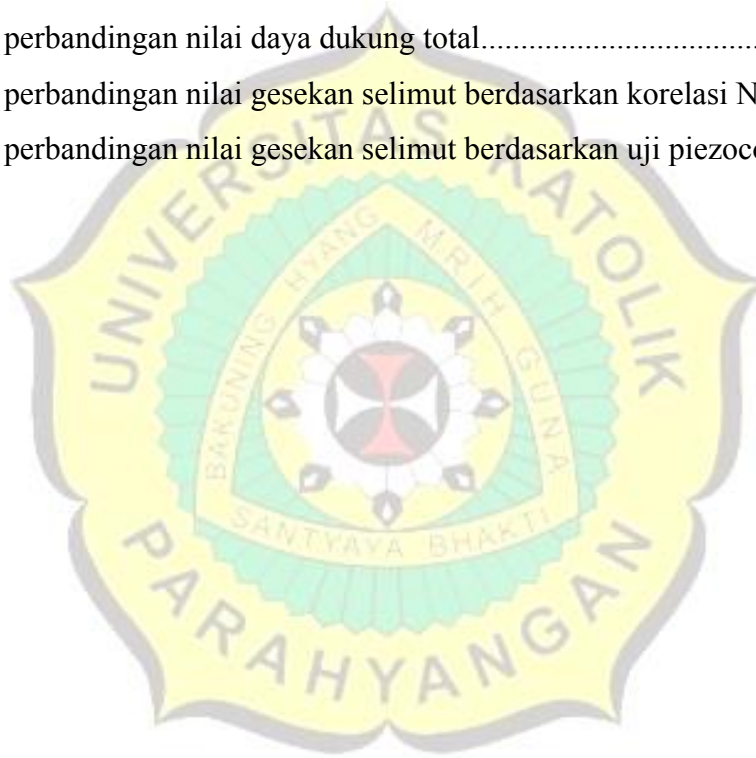 perbandingan nilai daya dukung total.................................
perbandingan nilai gesekan selimut berdasarkan korelasi N
perbandingan nilai gesekan selimut berdasarkan uji piezoco
UNIVERSITAS KATOLIK
BAKUNING HYANG MRIH GUNA
SANTYAYA BHAKTI
PARAHYANGAN